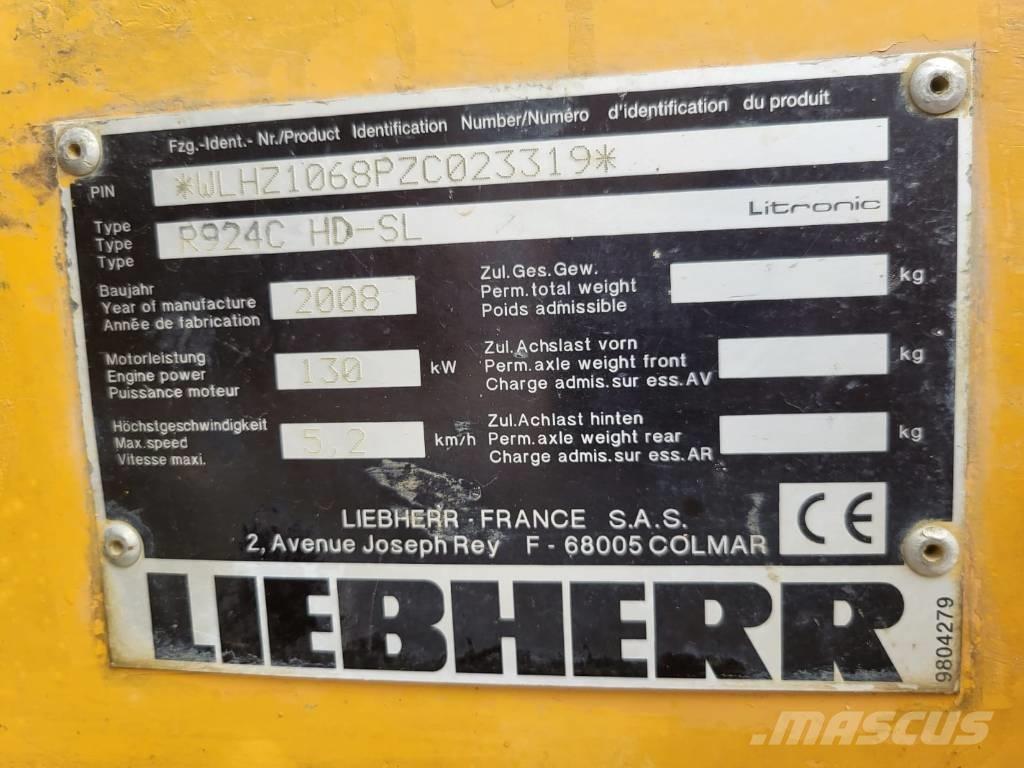 Fzg.-Ident.- Nr./Product Identification Number/Numéro d'identification du produit
PIN *WLHZ1068PZC023319*
Type
Type R924C HD-SL Litronic
Type
Baujahr
Year of manufacture 2008
Année de fabrication
Zul.Ges.Gew.
Perm.total weight kg
Poids admissible
Motorleistung
Engine power 130 kW
Puissance moteur
Zul.Achslast vorn
Perm.axle weight front kg
Charge admis.sur ess.AV
Höchstgeschwindigkeit
Max.speed 5,2 km/h
Vitesse maxi.
Zul.Achlast hinten
Perm.axle weight rear kg
Charge admis.sur ess.AR
LIEBHERR-FRANCE S.A.S.
2, Avenue Joseph Rey F - 68005 COLMAR
CE
LIEBHERR
9804279
MASCUS